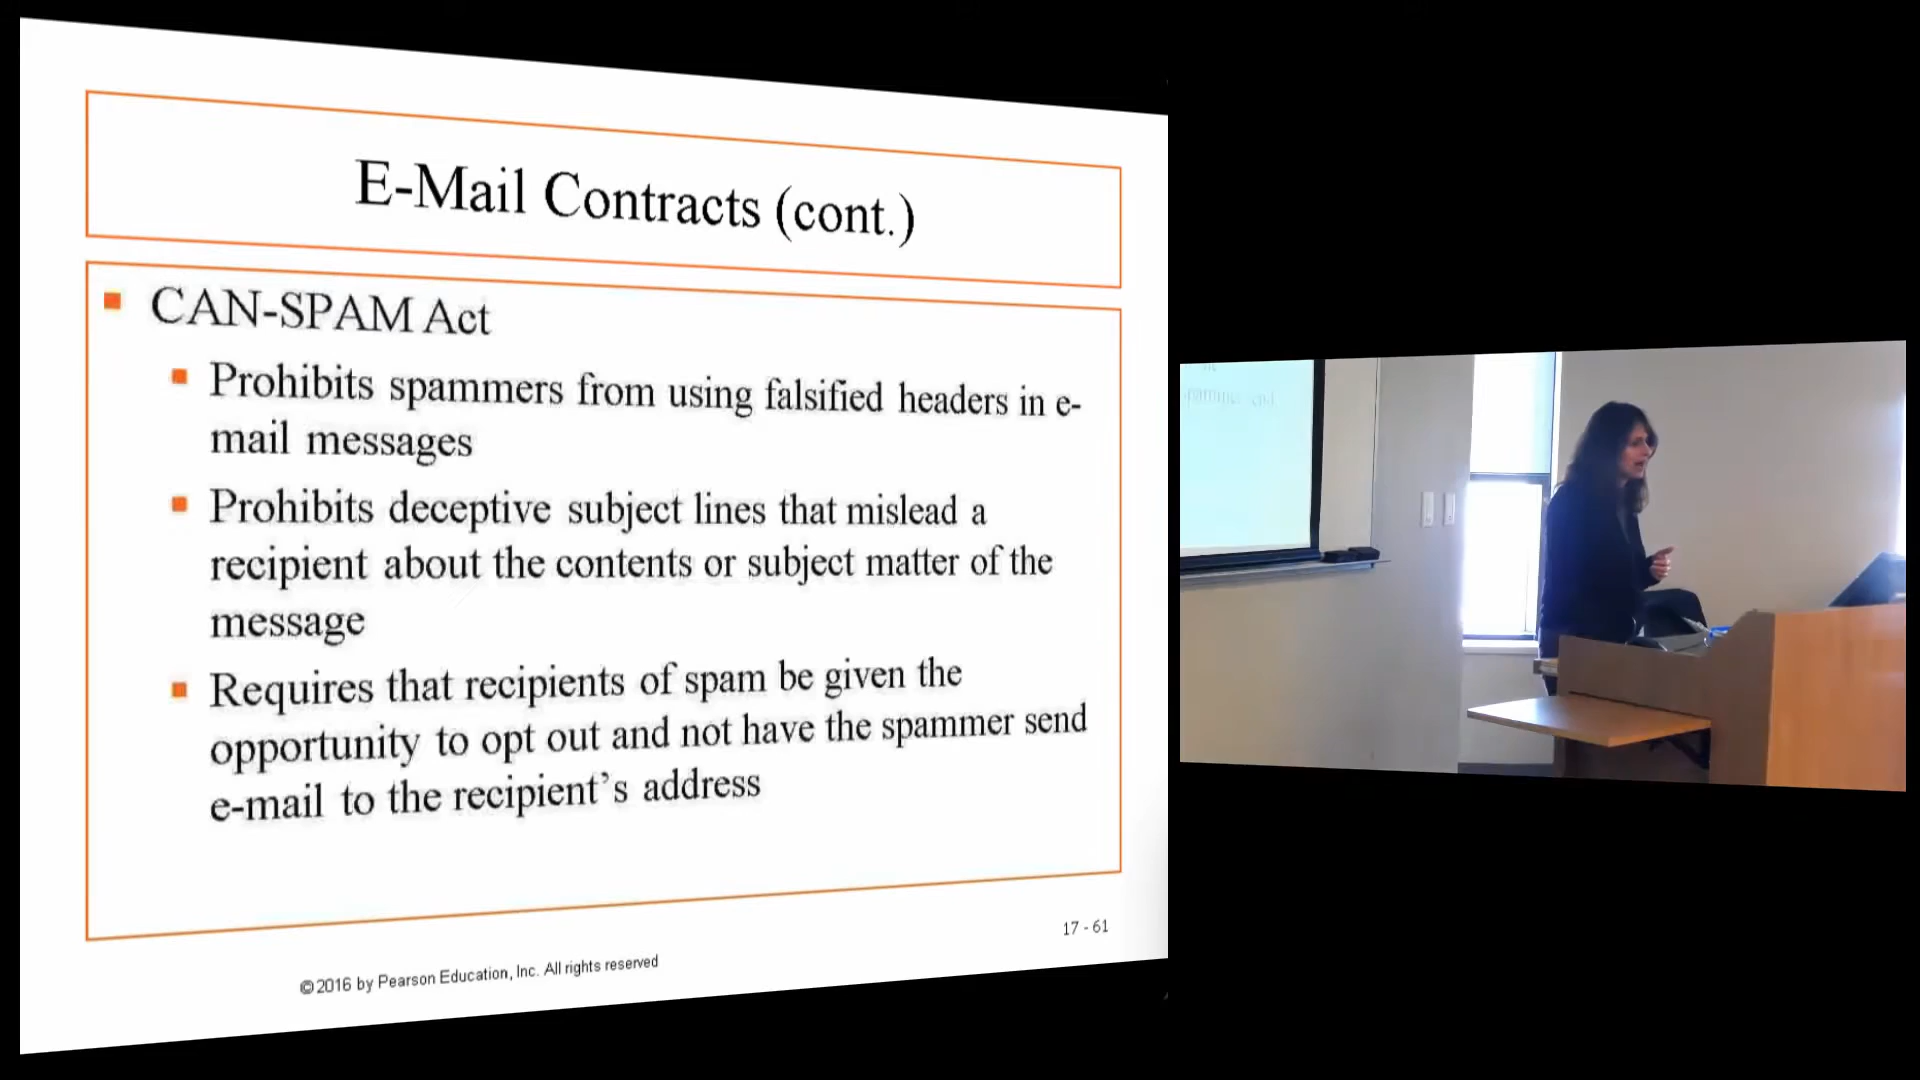 E-Mail Contracts (cont.)
CAN-SPAM Act
Prohibits spammers from using falsified headers in e-
mail messages
Prohibits deceptive subject lines that mislead a
recipient about the contents or subject matter of the
message
Requires that recipients of spam be given the
opportunity to opt out and not have the spammer send
e-mail to the recipient’s address
17 - 61
©2016 by Pearson Education, Inc. All rights reserved